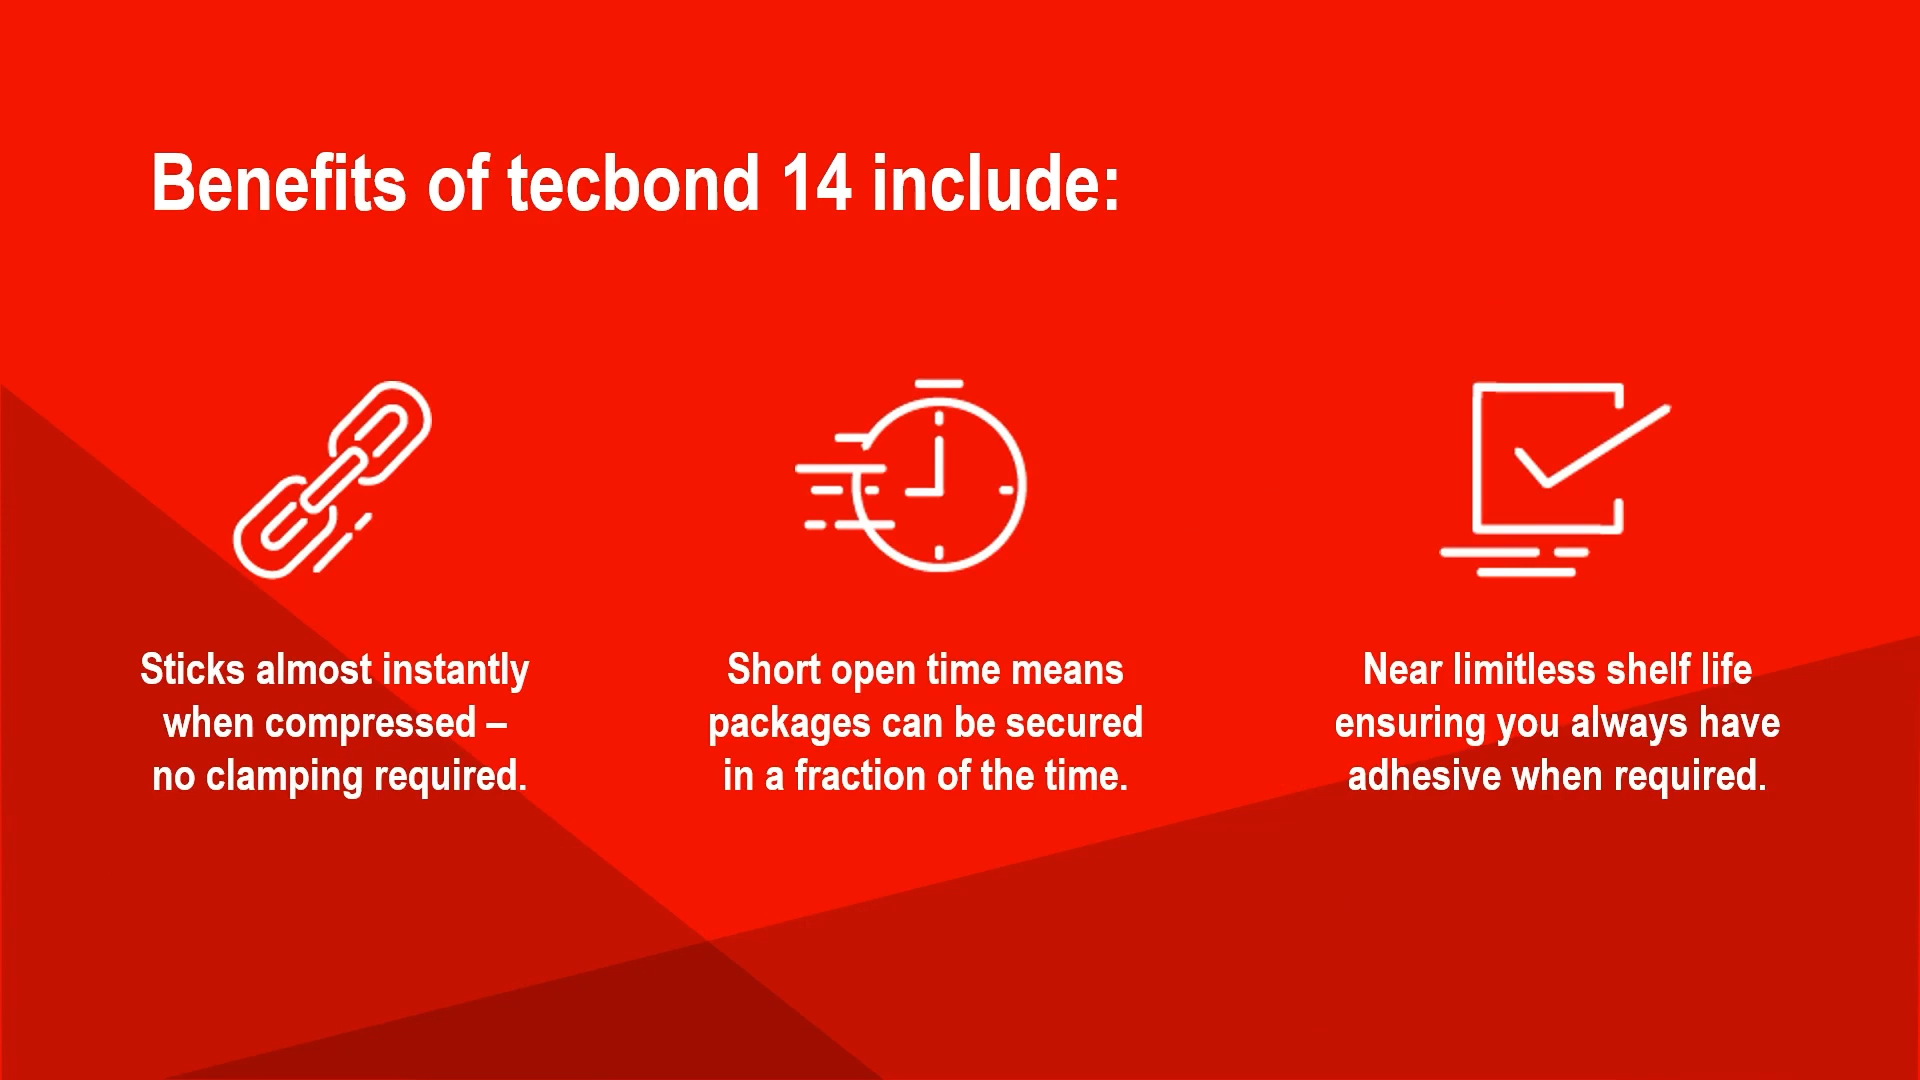 Benefits of tecbond 14 include:
Sticks almost instantly
when compressed –
no clamping required.
Short open time means
packages can be secured
in a fraction of the time.
Near limitless shelf life
ensuring you always have
adhesive when required.